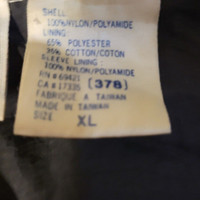 SHELL:
100%NYLON/POLYAMIDE
LINING:
65% POLYESTER
35% COTTON/COTON
SLEEVE LINING:
100% NYLON/POLYAMIDE
RN # 69421
CA # 17335 (378)
FABRIQUE A TAIWAN
MADE IN TAIWAN
SIZE XL